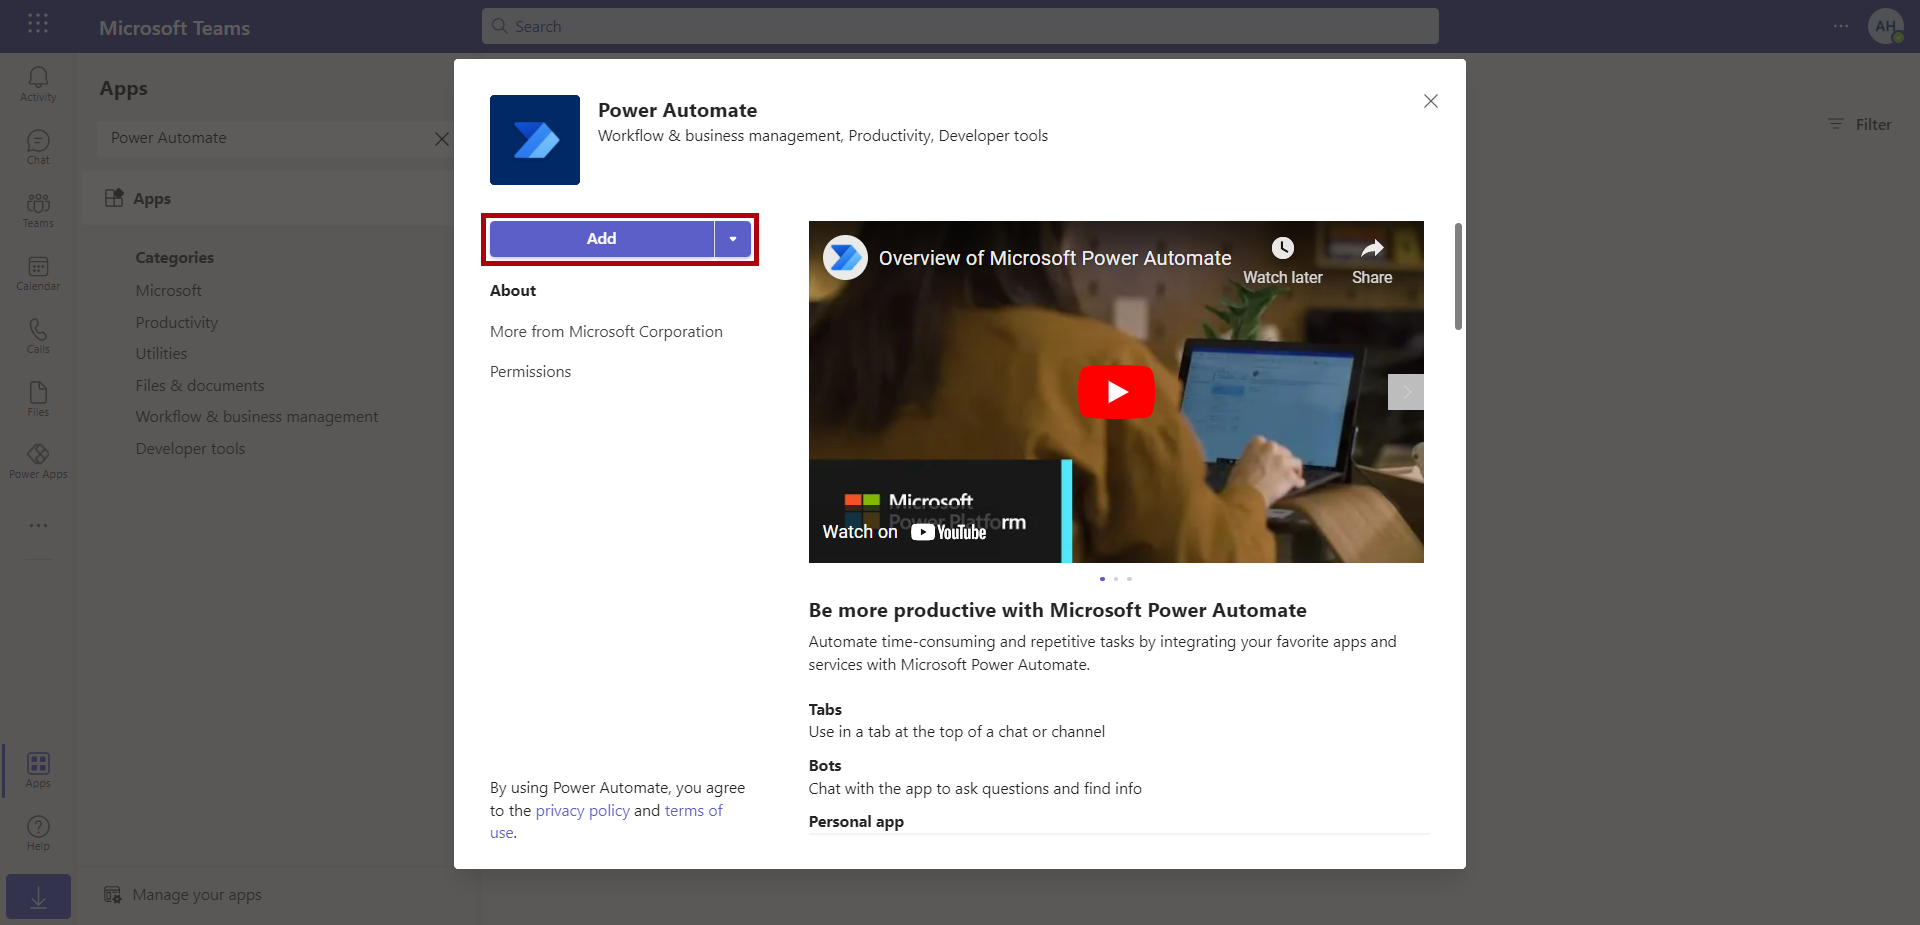 Microsoft Teams
Search
AH
Activity
Chat
Teams
Calendar
Calls
Files
Power Apps
Apps
Help
Apps
Power Automate
Apps
Categories
Microsoft
Productivity
Utilities
Files & documents
Workflow & business management
Developer tools
Manage your apps
Filter
Power Automate
Workflow & business management, Productivity, Developer tools
Add
About
More from Microsoft Corporation
Permissions
By using Power Automate, you agree
to the privacy policy and terms of
use.
Overview of Microsoft Power Automate
Watch later
Share
Microsoft
Power Platform
Watch on YouTube
Be more productive with Microsoft Power Automate
Automate time-consuming and repetitive tasks by integrating your favorite apps and
services with Microsoft Power Automate.
Tabs
Use in a tab at the top of a chat or channel
Bots
Chat with the app to ask questions and find info
Personal app